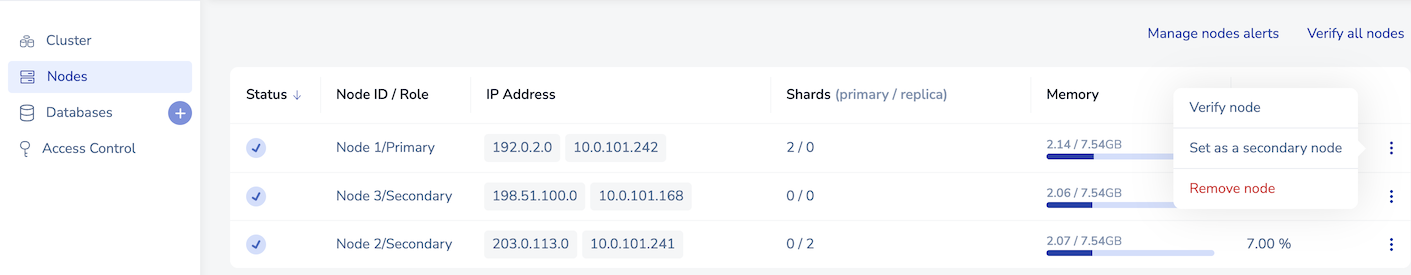 Manage nodes alerts Verify all nodes
Cluster
Nodes
Databases
Access Control
Status Node ID / Role IP Address Shards (primary / replica) Memory
Node 1/Primary 192.0.2.0 10.0.101.242 2 / 0 2.14 / 7.54GB
Node 3/Secondary 198.51.100.0 10.0.101.168 0 / 0 2.06 / 7.54GB
Node 2/Secondary 203.0.113.0 10.0.101.241 0 / 2 2.07 / 7.54GB 7.00 %
Verify node
Set as a secondary node
Remove node